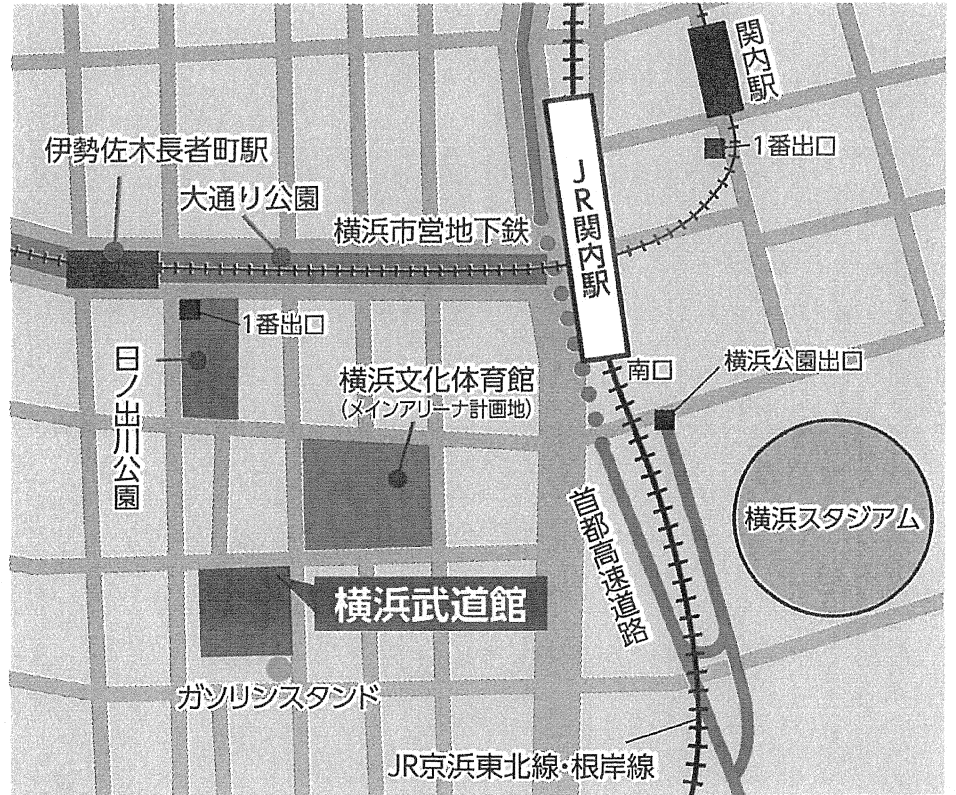 関内駅
1番出口
伊勢佐木長者町駅
大通り公園
横浜市営地下鉄
JR関内駅
1番出口
日ノ出川公園
横浜文化体育館
(メインアリーナ計画地)
南口
横浜公園出口
横浜スタジアム
首都高速道路
横浜武道館
ガソリンスタンド
JR京浜東北線・根岸線